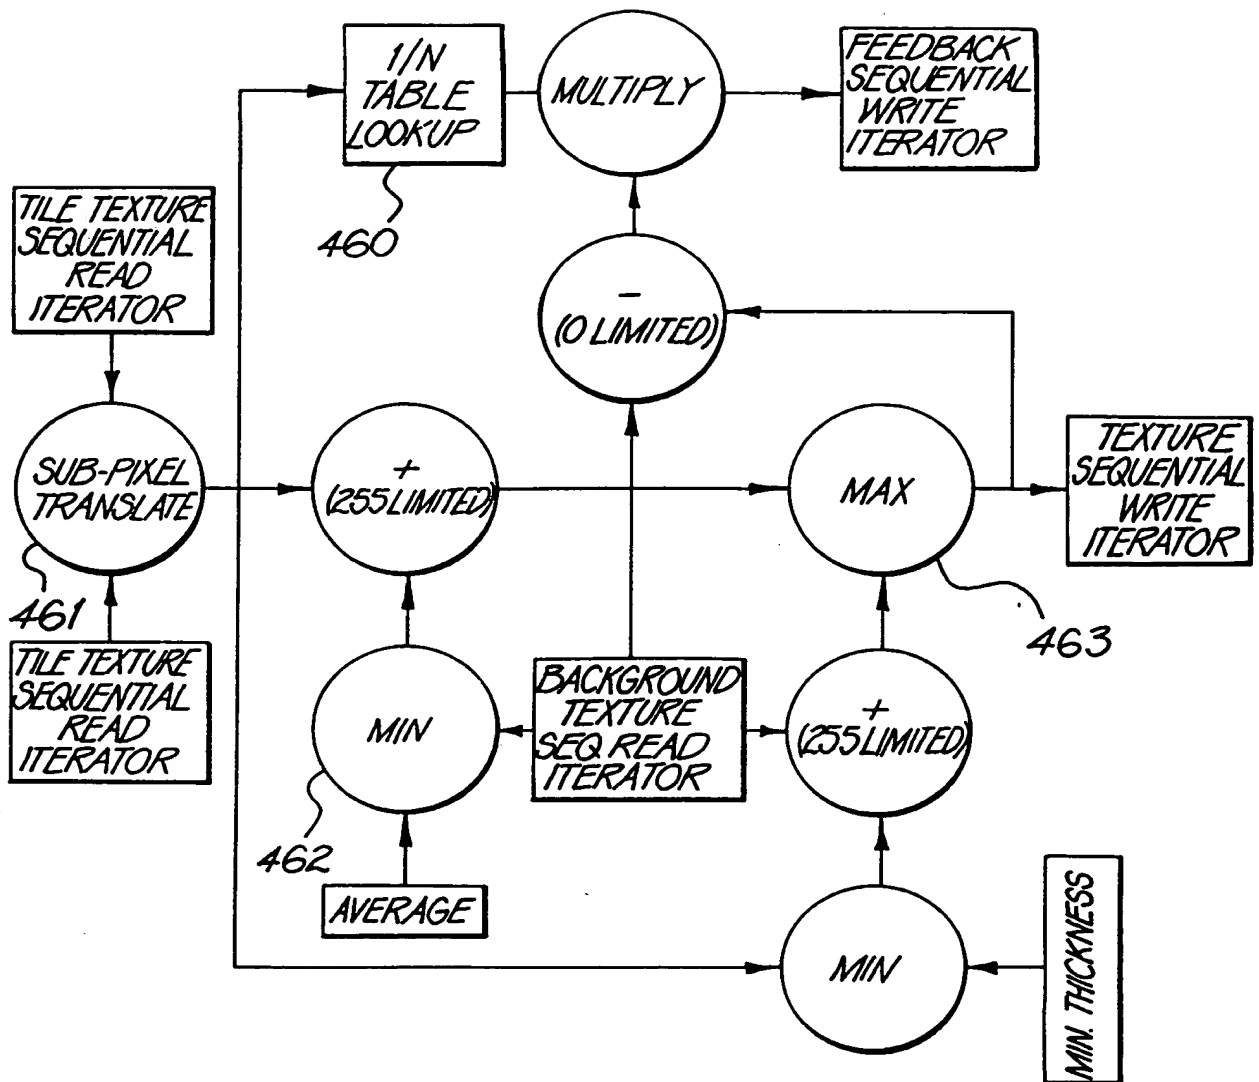 1/N
TABLE
LOOKUP
MULTIPLY
FEEDBACK
SEQUENTIAL
WRITE
ITERATOR
460
TILE TEXTURE
SEQUENTIAL
READ
ITERATOR
−
(0 LIMITED)
SUB-PIXEL
TRANSLATE
461
+
(255 LIMITED)
MAX
463
TEXTURE
SEQUENTIAL
WRITE
ITERATOR
TILE TEXTURE
SEQUENTIAL
READ
ITERATOR
MIN
462
BACKGROUND
TEXTURE
SEQ READ
ITERATOR
+
(255 LIMITED)
AVERAGE
MIN
MIN. THICKNESS